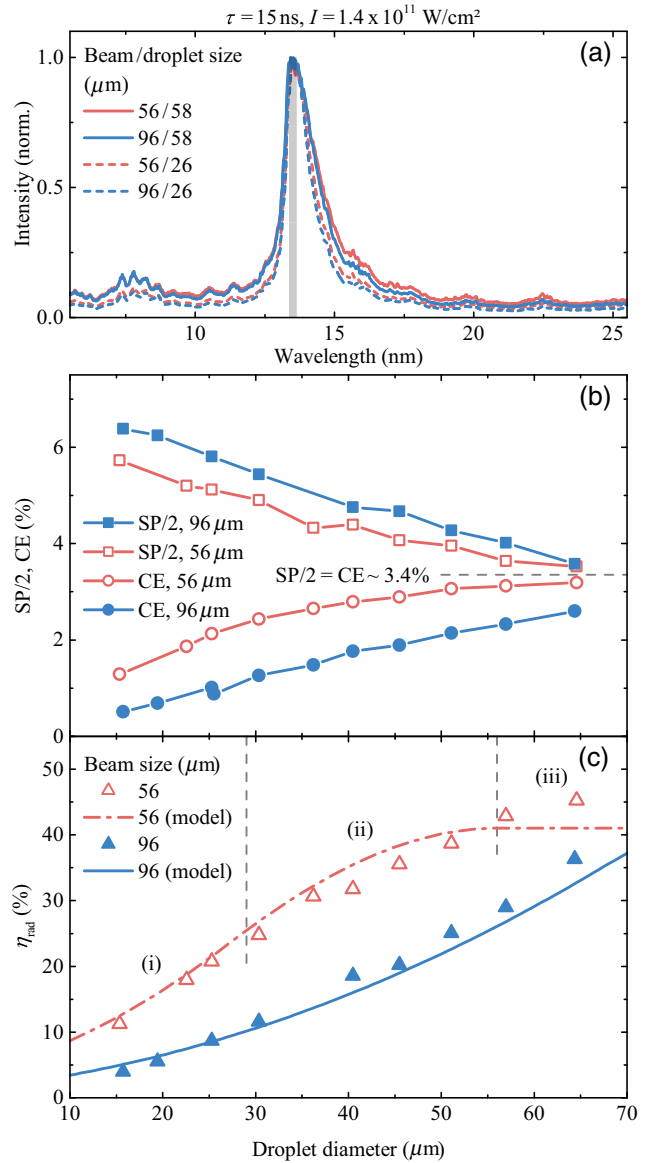 τ = 15 ns, I = 1.4 x 10¹¹ W/cm²
(a)
Beam/droplet size
(μm)
56/58
96/58
56/26
96/26
1.0
0.5
0.0
Intensity (norm.)
10 15 20 25
Wavelength (nm)
(b)
6
4
2
0
SP/2, CE (%)
SP/2, 96 μm
SP/2, 56 μm
CE, 56 μm
CE, 96 μm
SP/2 = CE ~ 3.4%
(c)
Beam size (μm)
56
56 (model)
96
96 (model)
(i)
(ii)
(iii)
50
40
30
20
10
0
η_rad (%)
10 20 30 40 50 60 70
Droplet diameter (μm)